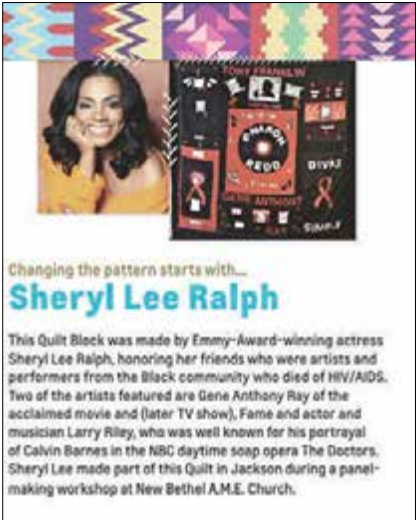 TONY FRANKLIN
SHARON
REDD
DIVAS
GENE ANTHONY
RAY
SIMPLY
Changing the pattern starts with...
Sheryl Lee Ralph
This Quilt Block was made by Emmy-Award-winning actress
Sheryl Lee Ralph, honoring her friends who were artists and
performers from the Black community who died of HIV/AIDS.
Two of the artists featured are Gene Anthony Ray of the
acclaimed movie and (later TV show), Fame and actor and
musician Larry Riley, who was well known for his portrayal
of Calvin Barnes in the NBC daytime soap opera The Doctors.
Sheryl Lee made part of this Quilt in Jackson during a panel-
making workshop at New Bethel A.M.E. Church.